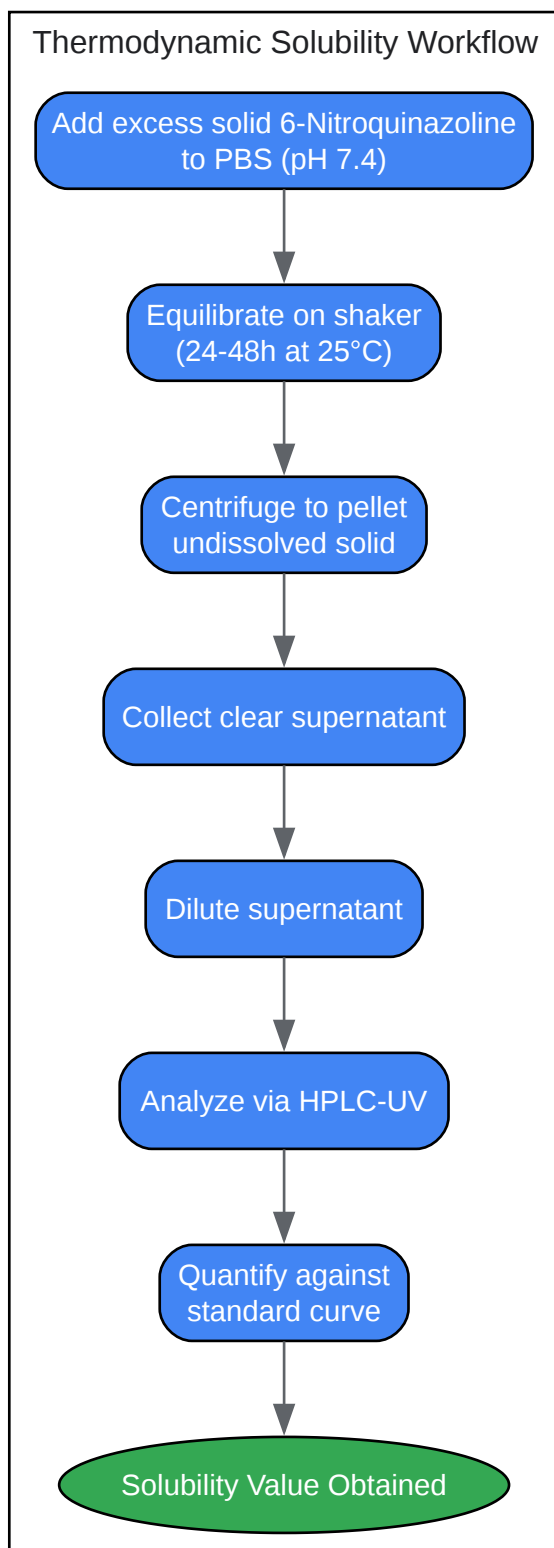 Thermodynamic Solubility Workflow
Add excess solid 6-Nitroquinazoline
to PBS (pH 7.4)
Equilibrate on shaker
(24-48h at 25°C)
Centrifuge to pellet
undissolved solid
Collect clear supernatant
Dilute supernatant
Analyze via HPLC-UV
Quantify against
standard curve
Solubility Value Obtained